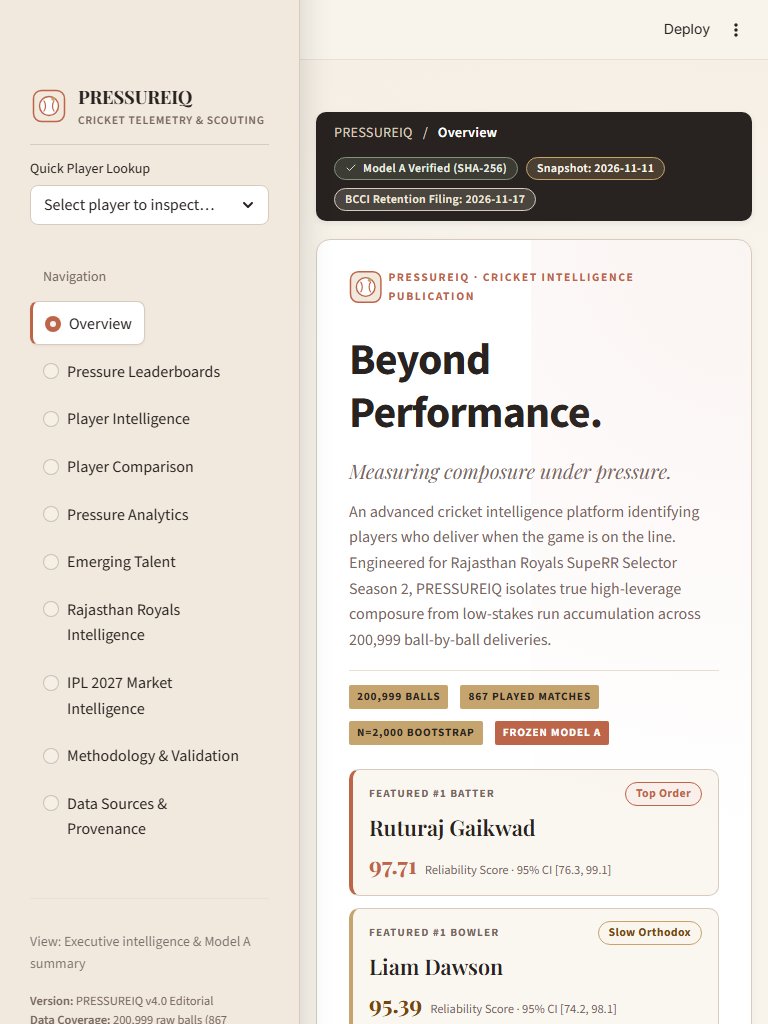 Deploy
PRESSUREIQ
CRICKET TELEMETRY & SCOUTING
Quick Player Lookup
Select player to inspect...
Navigation
Overview
Pressure Leaderboards
Player Intelligence
Player Comparison
Pressure Analytics
Emerging Talent
Rajasthan Royals
Intelligence
IPL 2027 Market
Intelligence
Methodology & Validation
Data Sources &
Provenance
View: Executive intelligence & Model A
summary
Version: PRESSUREIQ v4.0 Editorial
Data Coverage: 200,999 raw balls (867
PRESSUREIQ / Overview
Model A Verified (SHA-256)
Snapshot: 2026-11-11
BCCI Retention Filing: 2026-11-17
PRESSUREIQ · CRICKET INTELLIGENCE
PUBLICATION
Beyond
Performance.
Measuring composure under pressure.
An advanced cricket intelligence platform identifying
players who deliver when the game is on the line.
Engineered for Rajasthan Royals SupeRR Selector
Season 2, PRESSUREIQ isolates true high-leverage
composure from low-stakes run accumulation across
200,999 ball-by-ball deliveries.
200,999 BALLS
867 PLAYED MATCHES
N=2,000 BOOTSTRAP
FROZEN MODEL A
FEATURED #1 BATTER
Top Order
Ruturaj Gaikwad
97.71 Reliability Score · 95% CI [76.3, 99.1]
FEATURED #1 BOWLER
Slow Orthodox
Liam Dawson
95.39 Reliability Score · 95% CI [74.2, 98.1]